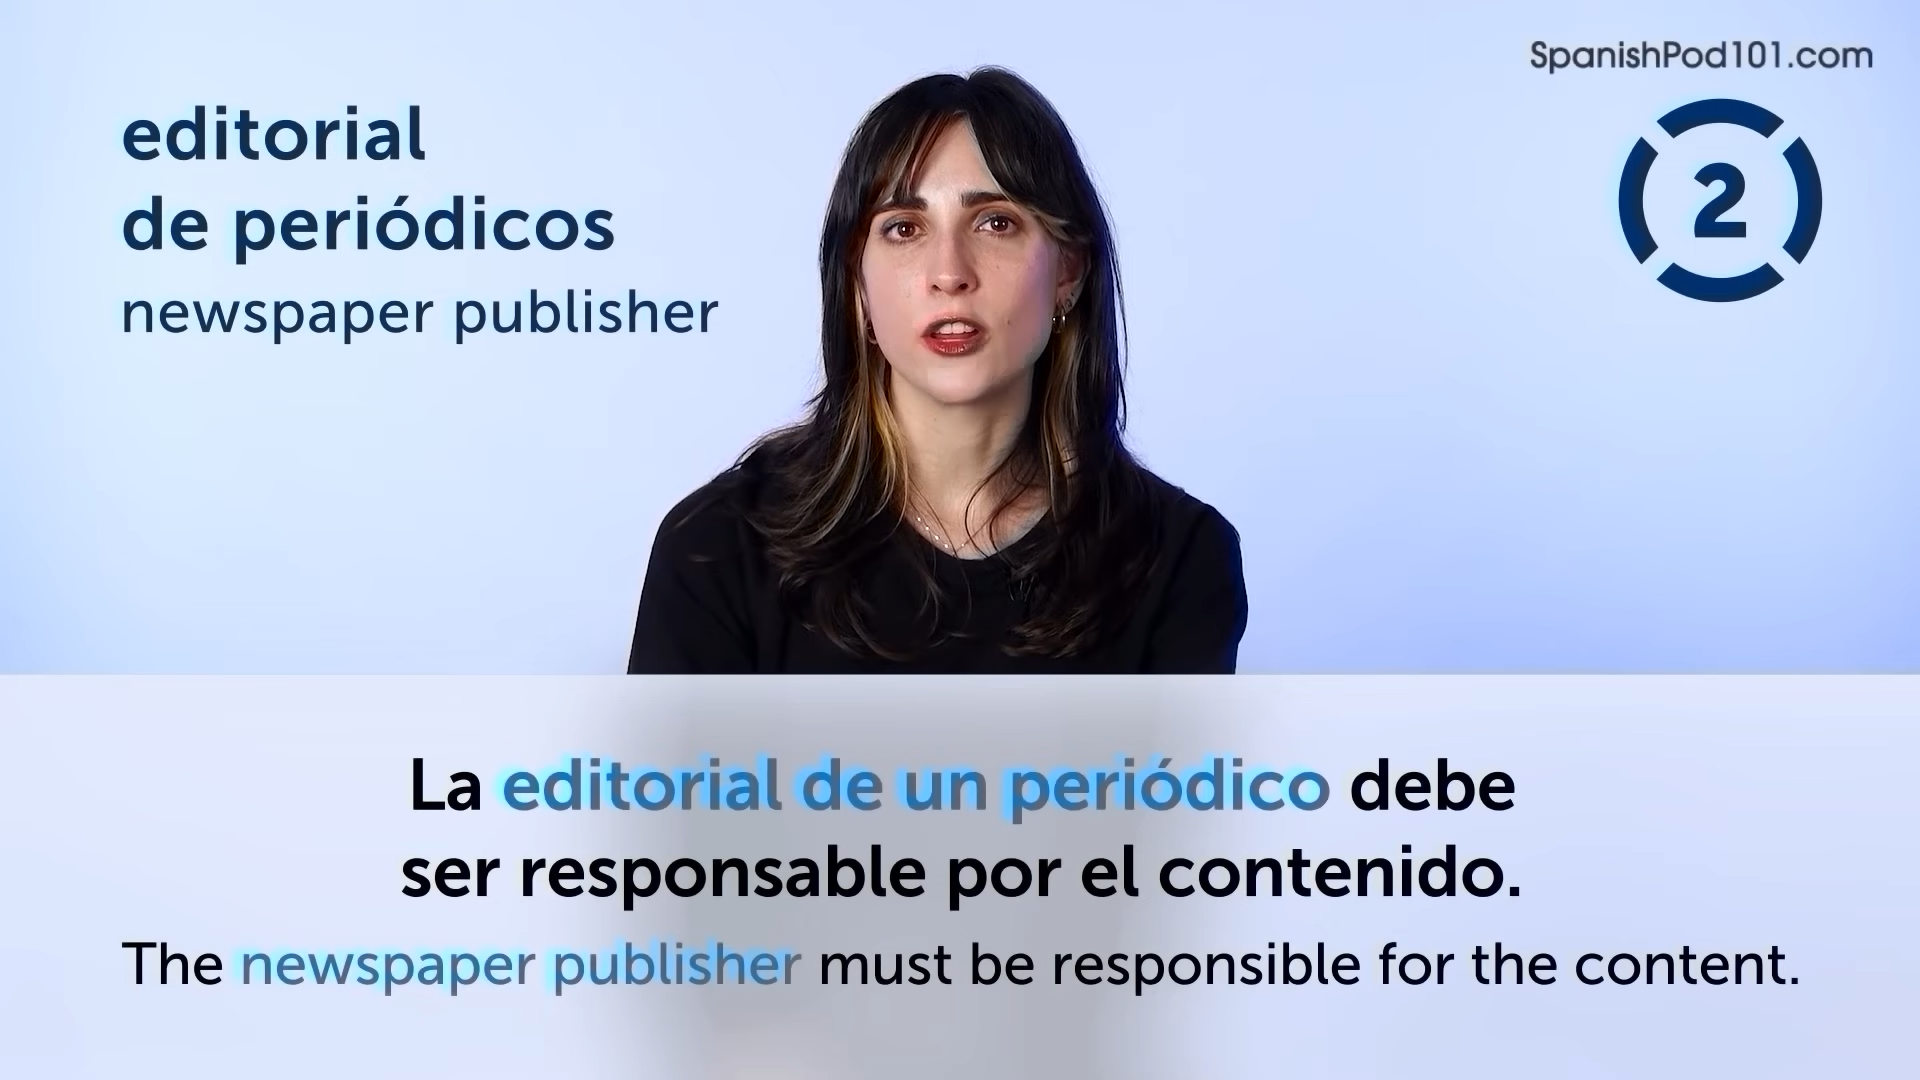 SpanishPod101.com
editorial
de periódicos
newspaper publisher
2
La editorial de un periódico debe
ser responsable por el contenido.
The newspaper publisher must be responsible for the content.